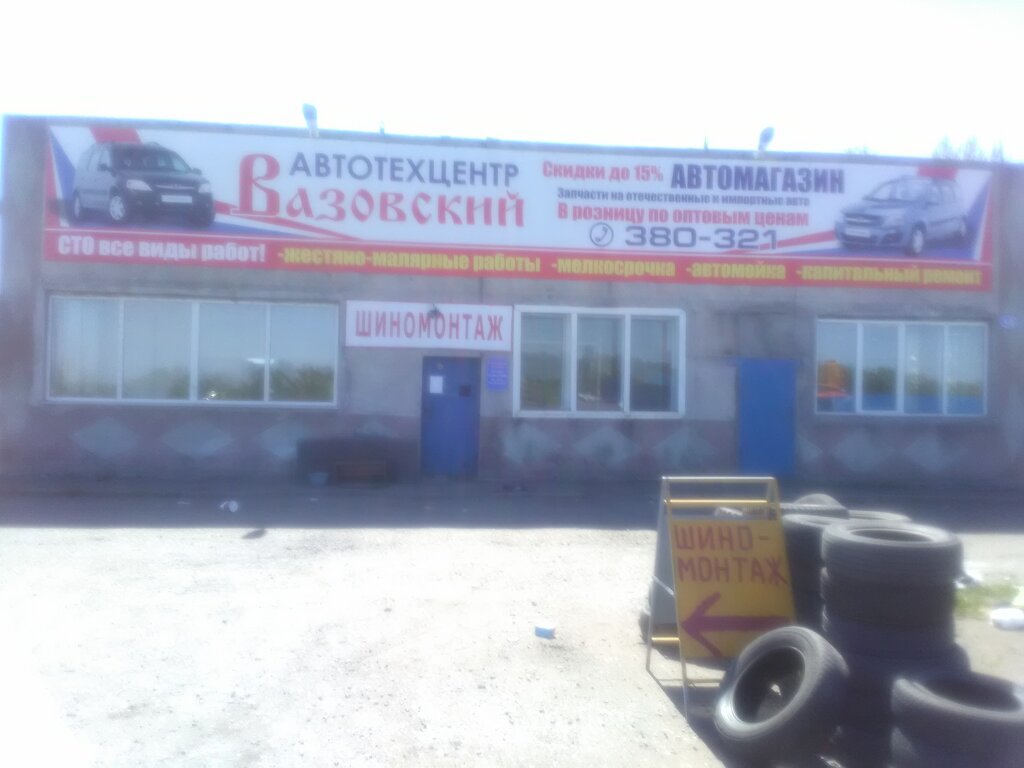 АВТОТЕХЦЕНТР
Вазовский
Скидки до 15% АВТОМАГАЗИН
Запчасти на отечественные и импортные авто
В розницу по оптовым ценам
380-321
СТО все виды работ! -жестяно-малярные работы -мелкосрочка -автомойка -капитальный ремонт
ШИНОМОНТАЖ
ШИНО-
МОНТАЖ